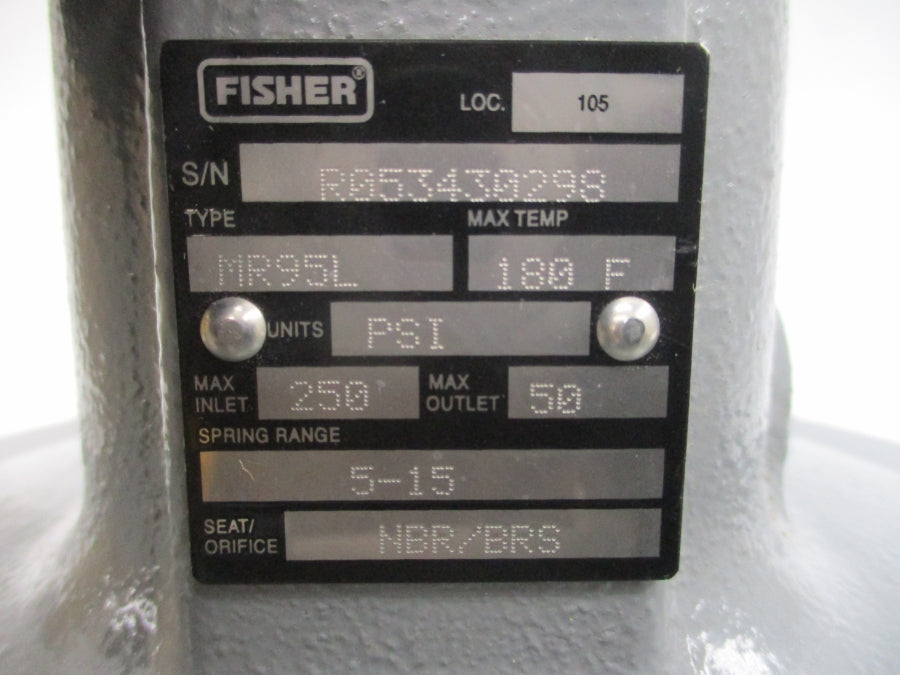 FISHER®
LOC. 105
S/N R053430298
TYPE MAX TEMP
MR95L 180 F
UNITS PSI
MAX INLET 250 MAX OUTLET 50
SPRING RANGE
5-15
SEAT/ORIFICE NBR/BRS